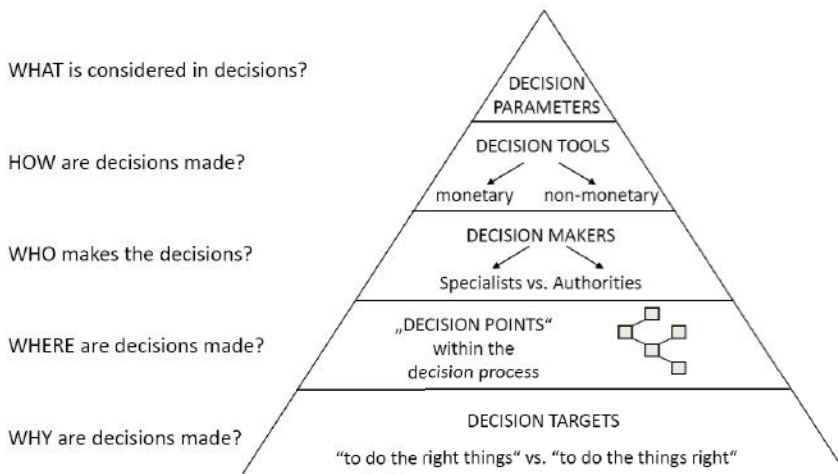 WHAT is considered in decisions?
DECISION
PARAMETERS
HOW are decisions made?
DECISION TOOLS
monetary non-monetary
WHO makes the decisions?
DECISION MAKERS
Specialists vs. Authorities
WHERE are decisions made?
„DECISION POINTS“
within the
decision process
WHY are decisions made?
DECISION TARGETS
“to do the right things“ vs. “to do the things right“